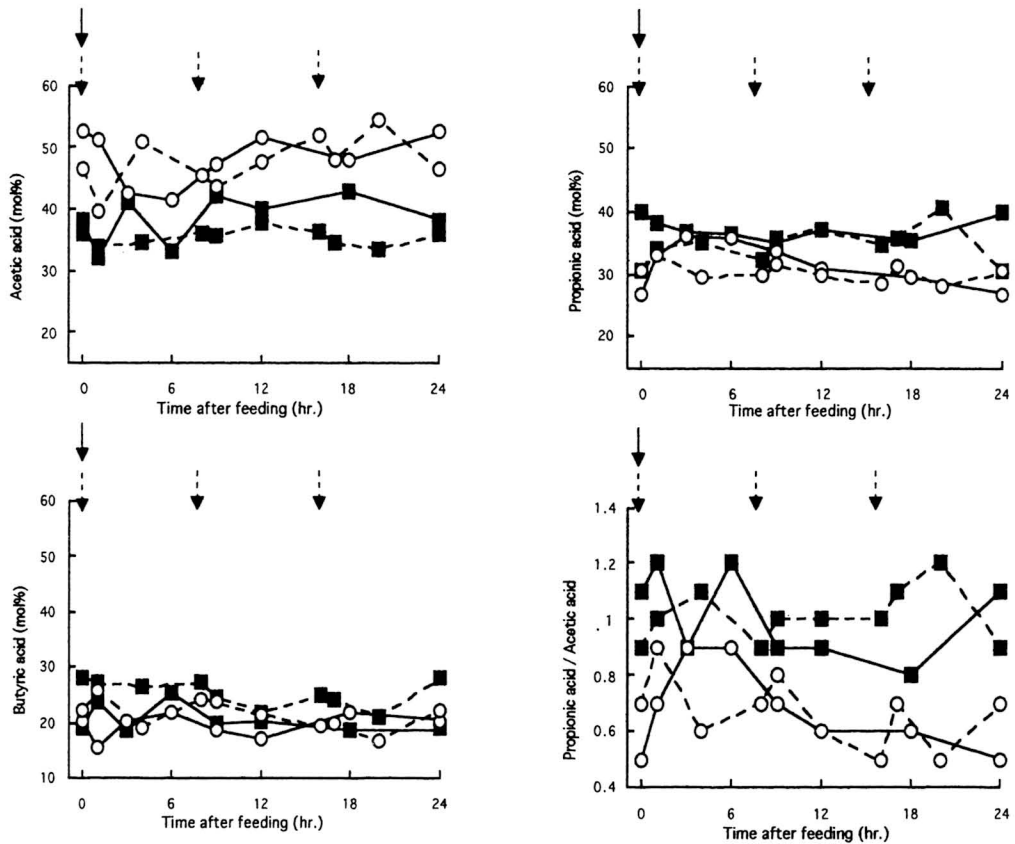 60
50
40
30
20
Acetic acid (mol%)
0 6 12 18 24
Time after feeding (hr.)
60
50
40
30
20
Propionic acid (mol%)
0 6 12 18 24
Time after feeding (hr.)
60
50
40
30
20
10
Butyric acid (mol%)
0 6 12 18 24
Time after feeding (hr.)
1.4
1.2
.1
0.8
0.6
0.4
Propionic acid / Acetic acid
0 6 12 18 24
Time after feeding (hr.)